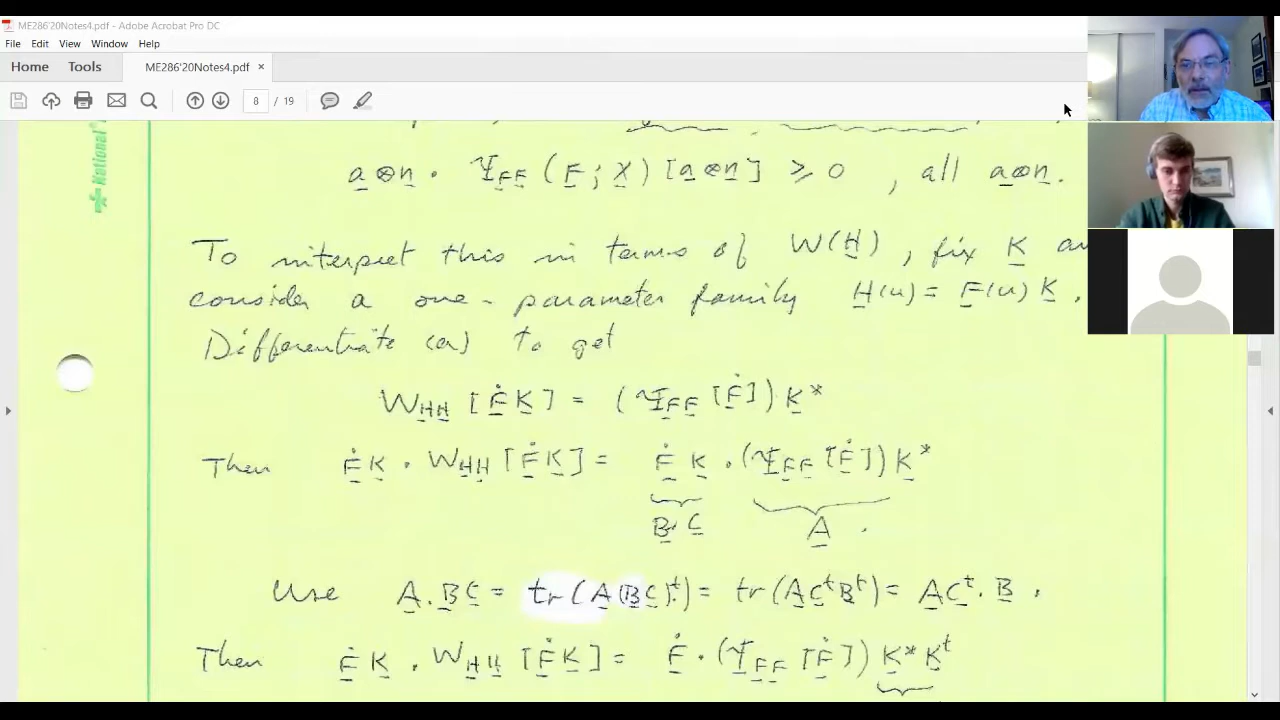 ME286'20Notes4.pdf - Adobe Acrobat Pro DC
File Edit View Window Help
Home Tools ME286'20Notes4.pdf ×
8 / 19
National
a⊗n · Ψ_FF (F; X) [a⊗n] ⩾ 0 , all a⊗n.
To interpret this in terms of W(H), fix K
consider a one-parameter family H(u) = F(u) K.
Differentiate (a) to get
W_HH [Ḟ K] = (Ψ_FF [Ḟ]) K*
Then Ḟ K · W_HH [Ḟ K] = Ḟ K · (Ψ_FF [Ḟ]) K*
B C A
Use A · B C = tr(A(BC)^t) = tr(A C^t B^t) = A C^t · B .
Then Ḟ K · W_HH [Ḟ K] = Ḟ · (Ψ_FF [Ḟ]) K* K^t